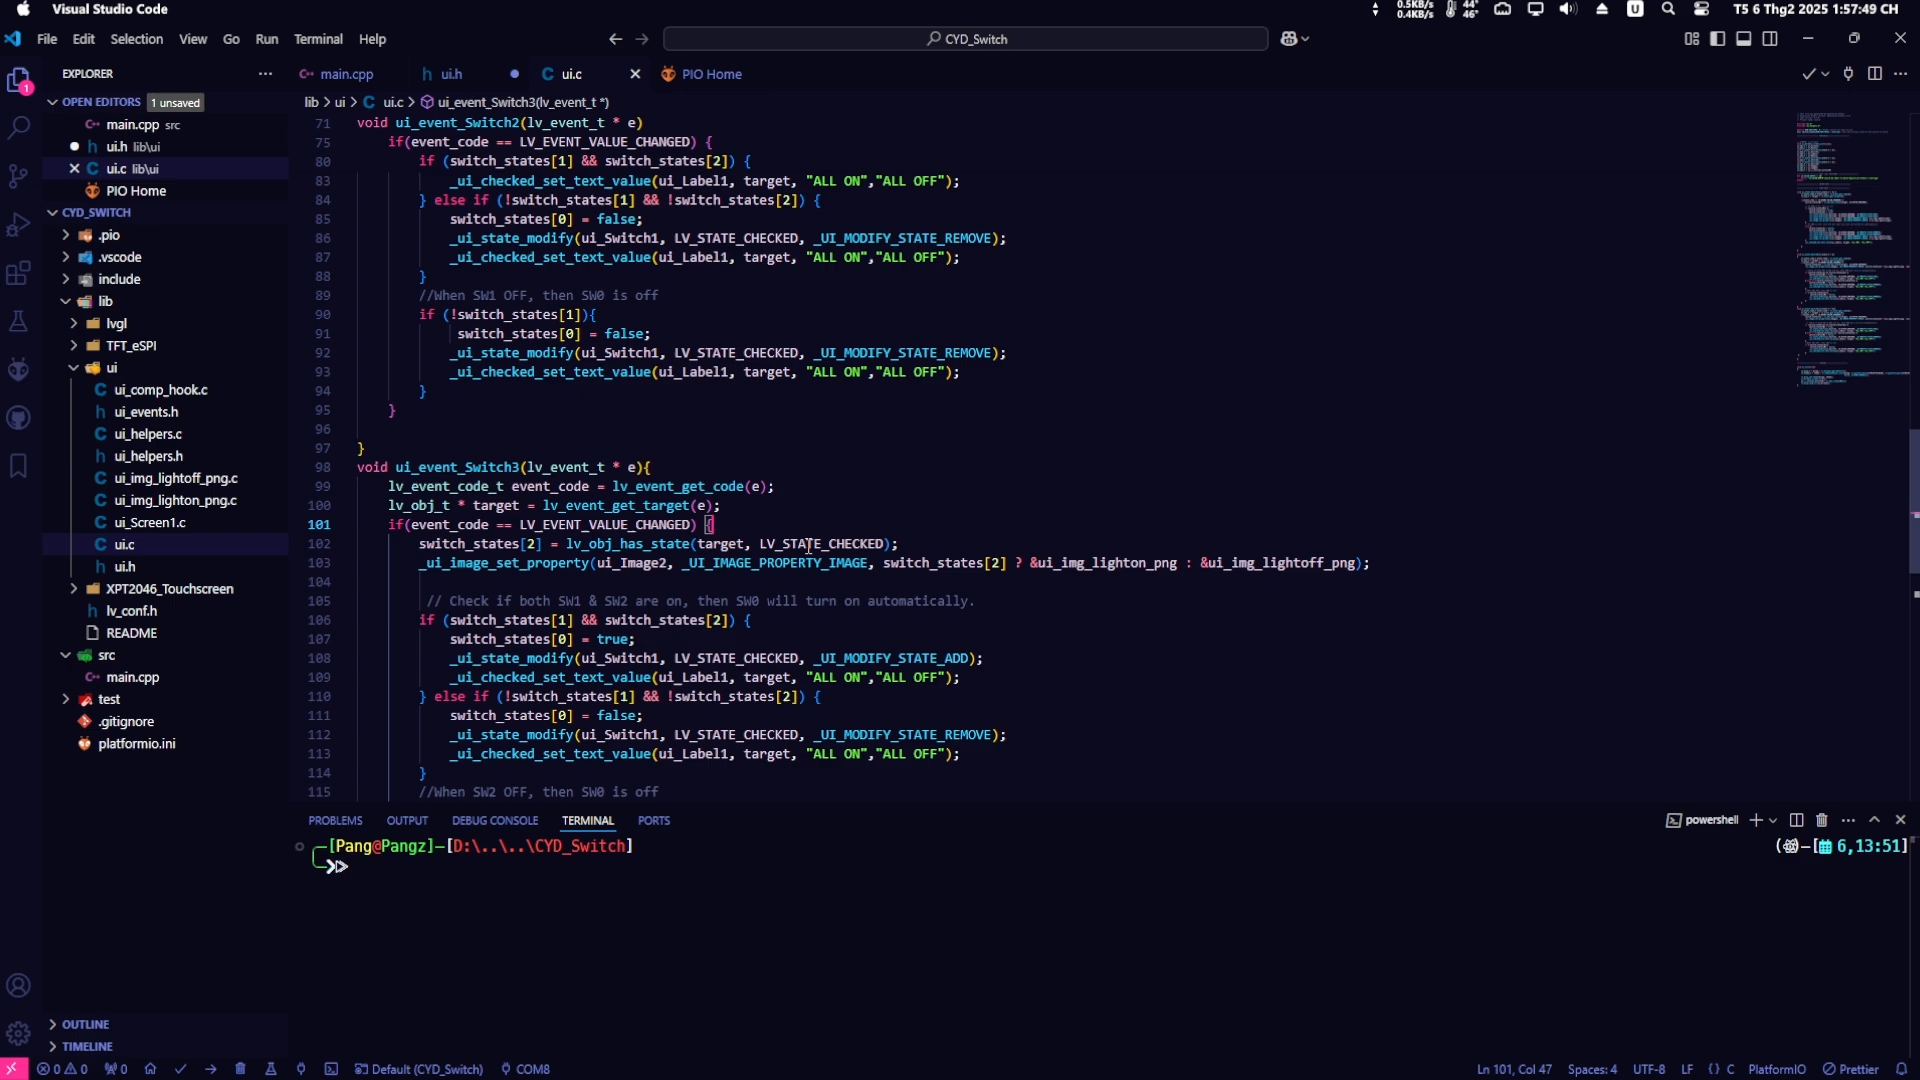 Visual Studio Code
0.5KB/s
0.4KB/s
44°
46°
U
T5 6 Thg2 2025 1:57:49 CH
File Edit Selection View Go Run Terminal Help
CYD_Switch
EXPLORER
main.cpp
ui.h
ui.c
PIO Home
1
OPEN EDITORS 1 unsaved
main.cpp src
ui.h lib\ui
ui.c lib\ui
PIO Home
CYD_SWITCH
.pio
.vscode
include
lib
lvgl
TFT_eSPI
ui
ui_comp_hook.c
ui_events.h
ui_helpers.c
ui_helpers.h
ui_img_lightoff_png.c
ui_img_lighton_png.c
ui_Screen1.c
ui.c
ui.h
XPT2046_Touchscreen
lv_conf.h
README
src
main.cpp
test
.gitignore
platformio.ini
OUTLINE
TIMELINE
lib > ui > C ui.c > ui_event_Switch3(lv_event_t *)
71 void ui_event_Switch2(lv_event_t * e)
75 if(event_code == LV_EVENT_VALUE_CHANGED) {
80 if (switch_states[1] && switch_states[2]) {
83 _ui_checked_set_text_value(ui_Label1, target, "ALL ON","ALL OFF");
84 } else if (!switch_states[1] && !switch_states[2]) {
85 switch_states[0] = false;
86 _ui_state_modify(ui_Switch1, LV_STATE_CHECKED, _UI_MODIFY_STATE_REMOVE);
87 _ui_checked_set_text_value(ui_Label1, target, "ALL ON","ALL OFF");
88 }
89 //When SW1 OFF, then SW0 is off
90 if (!switch_states[1]){
91 switch_states[0] = false;
92 _ui_state_modify(ui_Switch1, LV_STATE_CHECKED, _UI_MODIFY_STATE_REMOVE);
93 _ui_checked_set_text_value(ui_Label1, target, "ALL ON","ALL OFF");
94 }
95 }
96
97 }
98 void ui_event_Switch3(lv_event_t * e){
99 lv_event_code_t event_code = lv_event_get_code(e);
100 lv_obj_t * target = lv_event_get_target(e);
101 if(event_code == LV_EVENT_VALUE_CHANGED) {
102 switch_states[2] = lv_obj_has_state(target, LV_STATE_CHECKED);
103 _ui_image_set_property(ui_Image2, _UI_IMAGE_PROPERTY_IMAGE, switch_states[2] ? &ui_img_lighton_png : &ui_img_lightoff_png);
104
105 // Check if both SW1 & SW2 are on, then SW0 will turn on automatically.
106 if (switch_states[1] && switch_states[2]) {
107 switch_states[0] = true;
108 _ui_state_modify(ui_Switch1, LV_STATE_CHECKED, _UI_MODIFY_STATE_ADD);
109 _ui_checked_set_text_value(ui_Label1, target, "ALL ON","ALL OFF");
110 } else if (!switch_states[1] && !switch_states[2]) {
111 switch_states[0] = false;
112 _ui_state_modify(ui_Switch1, LV_STATE_CHECKED, _UI_MODIFY_STATE_REMOVE);
113 _ui_checked_set_text_value(ui_Label1, target, "ALL ON","ALL OFF");
114 }
115 //When SW2 OFF, then SW0 is off
PROBLEMS OUTPUT DEBUG CONSOLE TERMINAL PORTS
powershell
[Pang@Pangz]-[D:\..\..\CYD_Switch]
6,13:51]
0 0 0 Default (CYD_Switch) COM8
Ln 101, Col 47 Spaces: 4 UTF-8 LF {} C PlatformIO Prettier